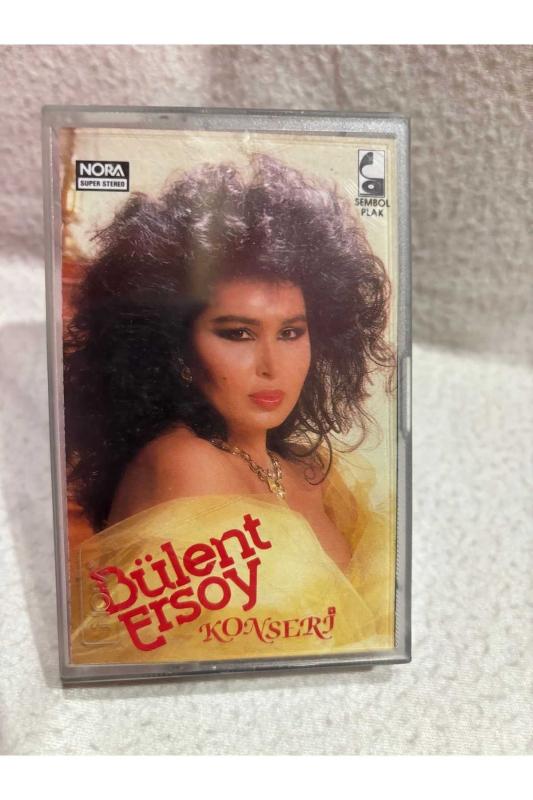 NORA
SUPER STEREO
SEMBOL
PLAK
Bülent
Ersoy
KONSERİ